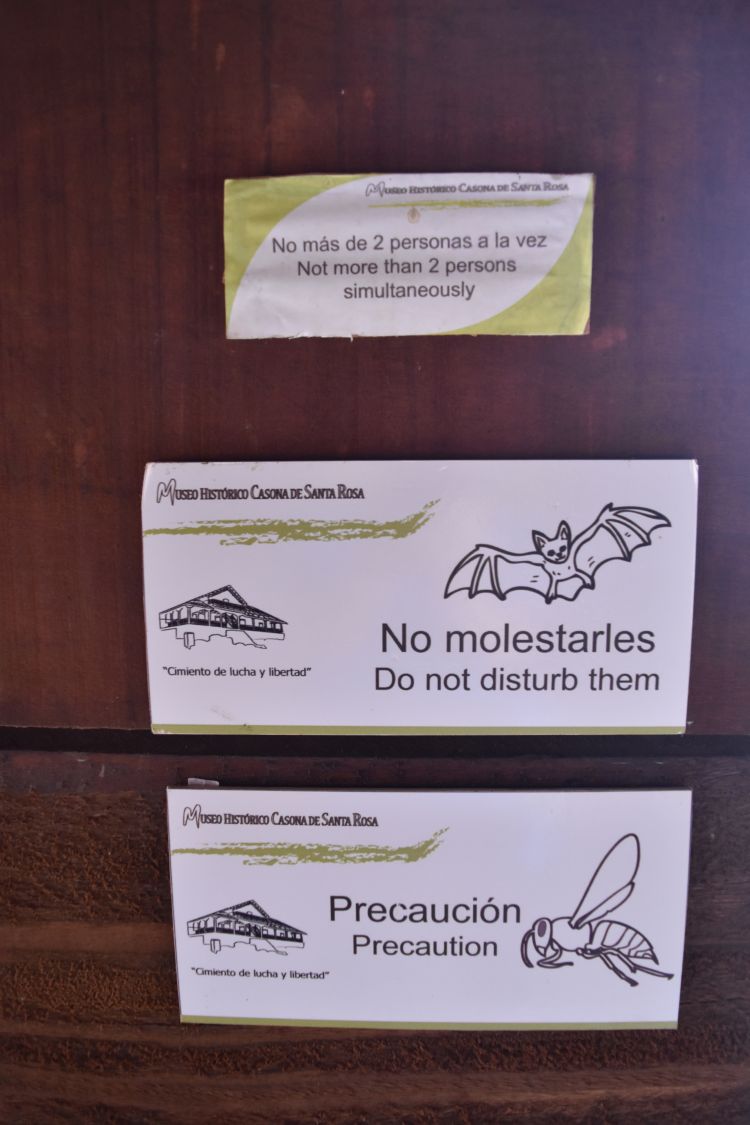 Museo Histórico Casona de Santa Rosa
No más de 2 personas a la vez
Not more than 2 persons
simultaneously
Museo Histórico Casona de Santa Rosa
"Cimiento de lucha y libertad"
No molestarles
Do not disturb them
Museo Histórico Casona de Santa Rosa
"Cimiento de lucha y libertad"
Precaución
Precaution